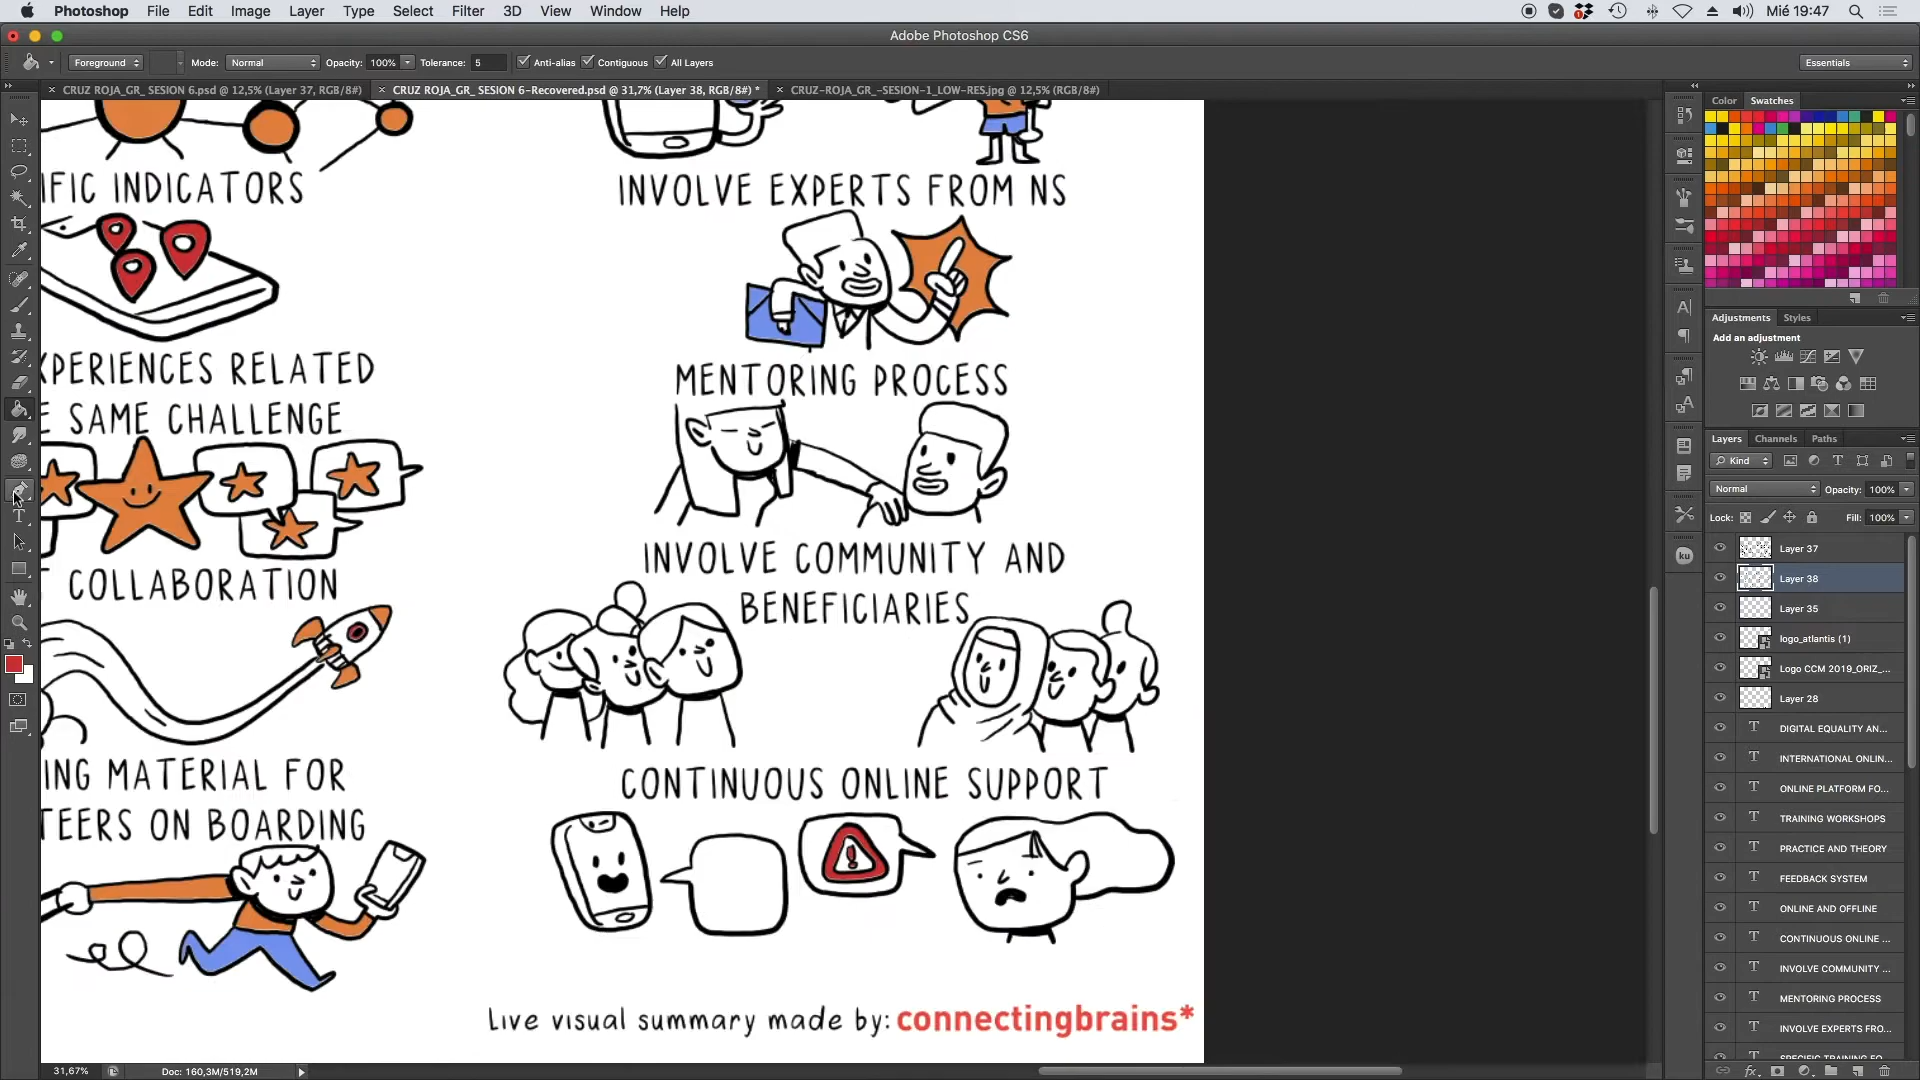 Photoshop File Edit Image Layer Type Select Filter 3D View Window Help Mié 19:47
Adobe Photoshop CS6
Foreground Mode: Normal Opacity: 100% Tolerance: 5 Anti-alias Contiguous All Layers Essentials
CRUZ ROJA_GR_ SESION 6.psd @ 12,5% (Layer 37, RGB/8#) CRUZ ROJA_GR_ SESION 6-Recovered.psd @ 31,7% (Layer 38, RGB/8#) * CRUZ-ROJA_GR_-SESION-1_LOW-RES.jpg @ 12,5% (RGB/8#)
IFIC INDICATORS
XPERIENCES RELATED
E SAME CHALLENGE
T COLLABORATION
ING MATERIAL FOR
TEERS ON BOARDING
INVOLVE EXPERTS FROM NS
MENTORING PROCESS
INVOLVE COMMUNITY AND
BENEFICIARIES
CONTINUOUS ONLINE SUPPORT
Live visual summary made by: connectingbrains*
Color Swatches
Adjustments Styles
Add an adjustment
Layers Channels Paths
Kind
Normal Opacity: 100%
Lock: Fill: 100%
Layer 37
Layer 38
Layer 35
logo_atlantis (1)
Logo CCM 2019_ORIZ_...
Layer 28
DIGITAL EQUALITY AN...
INTERNATIONAL ONLIN...
ONLINE PLATFORM FO...
TRAINING WORKSHOPS
PRACTICE AND THEORY
FEEDBACK SYSTEM
ONLINE AND OFFLINE
CONTINUOUS ONLINE ...
INVOLVE COMMUNITY ...
MENTORING PROCESS
INVOLVE EXPERTS FRO...
SPECIFIC TRAINING FO...
31,67% Doc: 160,3M/519,2M